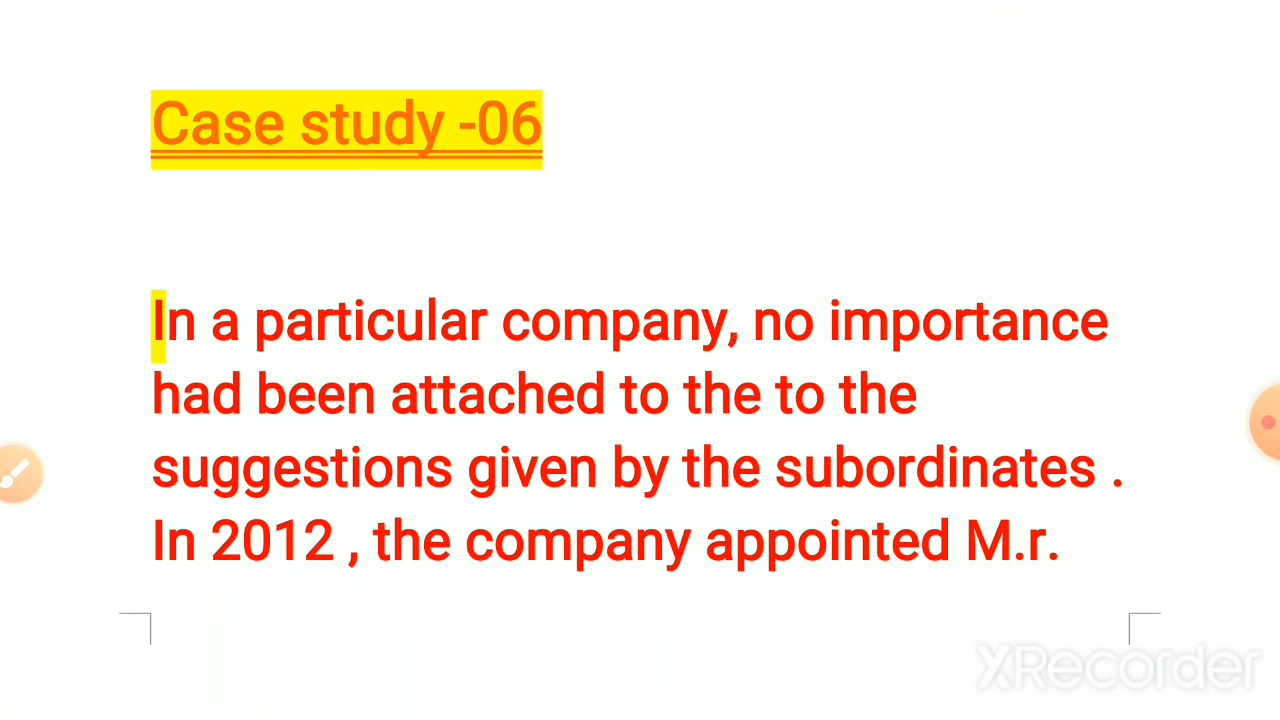 Case study -06
In a particular company, no importance
had been attached to the to the
suggestions given by the subordinates .
In 2012 , the company appointed M.r.
XRecorder